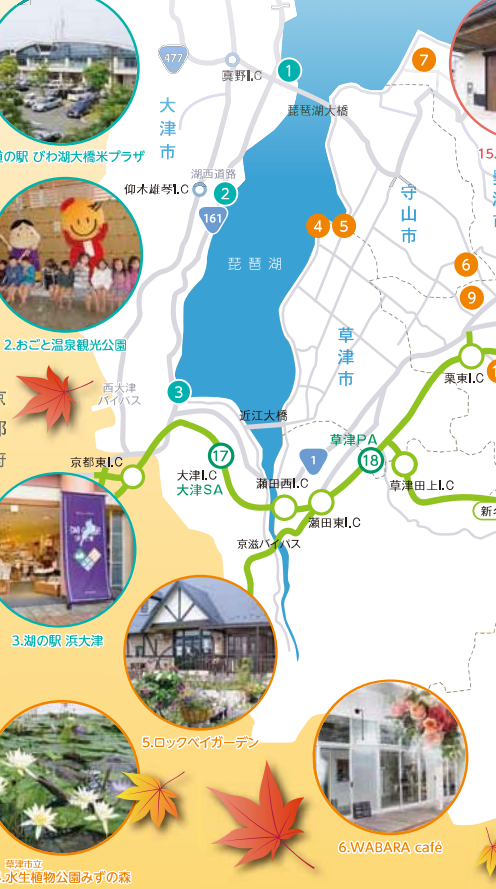 477
真野I.C
1
7
琵琶湖大橋
道の駅 びわ湖大橋米プラザ
大津市
湖西道路
仰木雄琴I.C
2
161
守山市
15.
4
5
琵琶湖
6
9
2.おごと温泉観光公園
草津市
栗東I.C
西大津
バイパス
3
近江大橋
京都府
京都東I.C
17
大津I.C
大津SA
1
草津PA
18
瀬田西I.C
草津田上I.C
瀬田東I.C
新名
京滋バイパス
3.湖の駅 浜大津
5.ロックベイガーデン
6.WABARA café
草津市立
水生植物公園みずの森